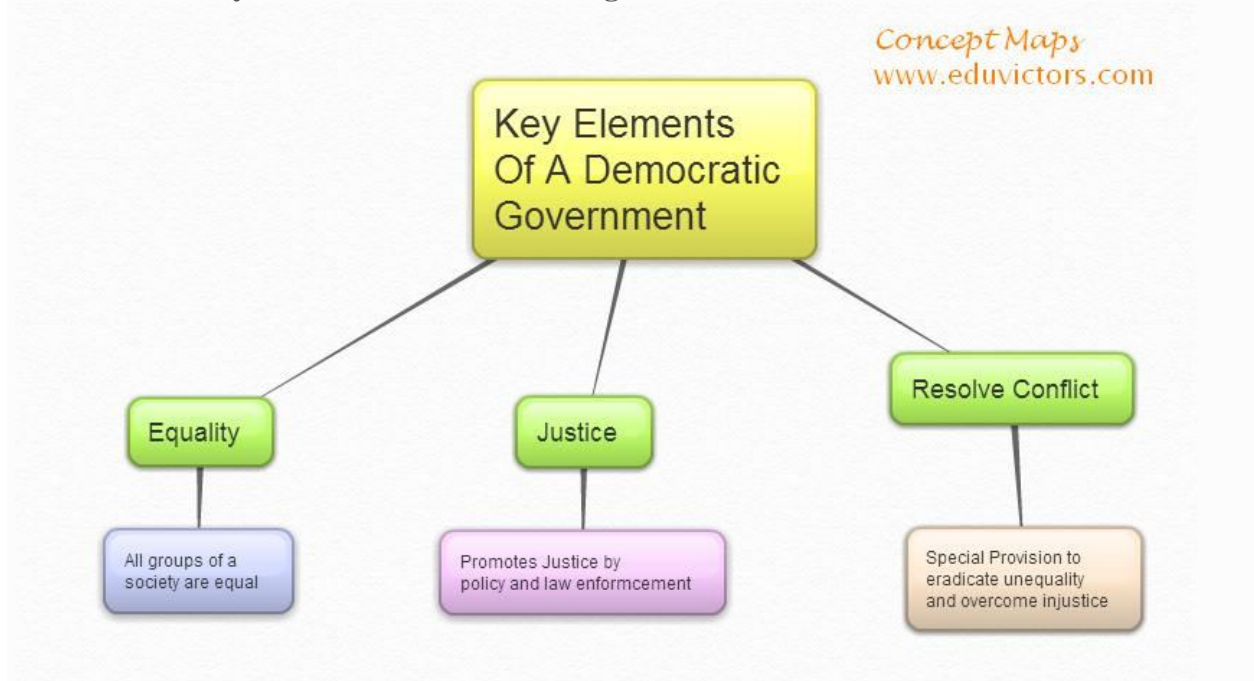 Concept Maps
www.eduvictors.com
Key Elements
Of A Democratic
Government
Equality
Justice
Resolve Conflict
All groups of a
society are equal
Promotes Justice by
policy and law enformcement
Special Provision to
eradicate unequality
and overcome injustice